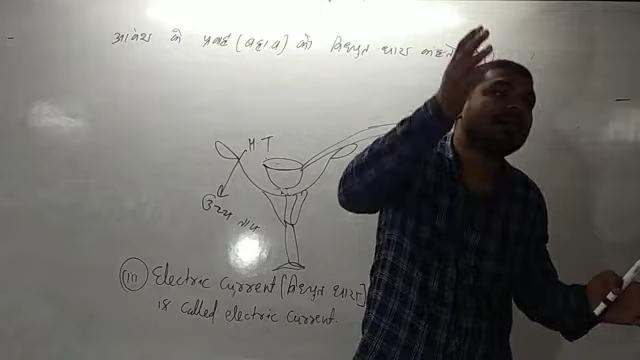 आवेश के प्रवाह (बहाव) को विद्युत धारा कहते
H T
उच्च ताप
(iii) Electric current [विद्युत धारा]
is called electric current.